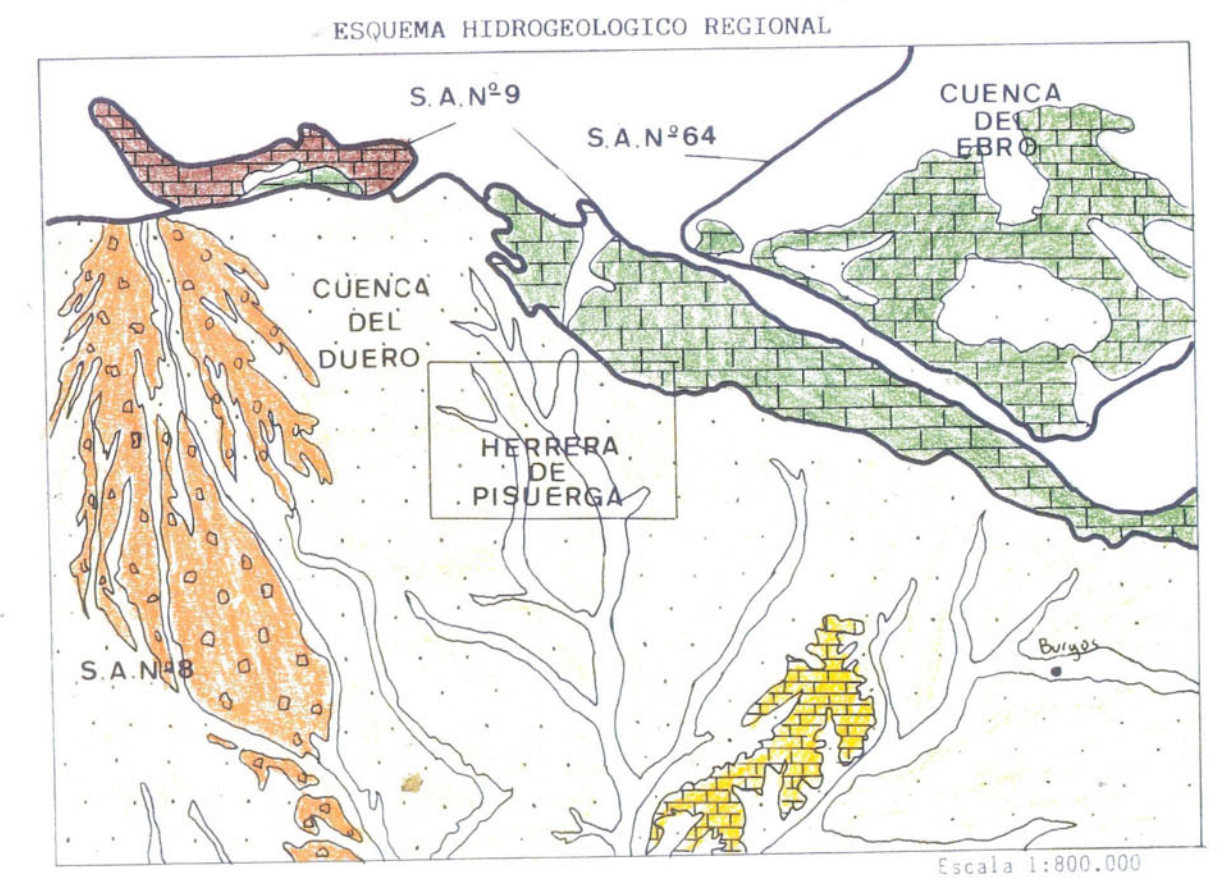 ESQUEMA HIDROGEOLOGICO REGIONAL
S.A.Nº9
S.A.Nº64
CUENCA
DEL
EBRO
CUENCA
DEL
DUERO
HERRERA
DE
PISUERGA
S.A.Nº8
Burgos
Escala 1:800.000